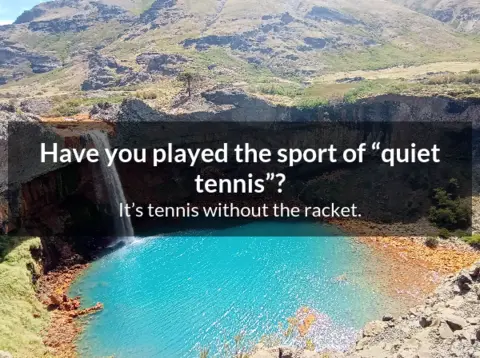 Have you played the sport of “quiet
tennis”?
It’s tennis without the racket.